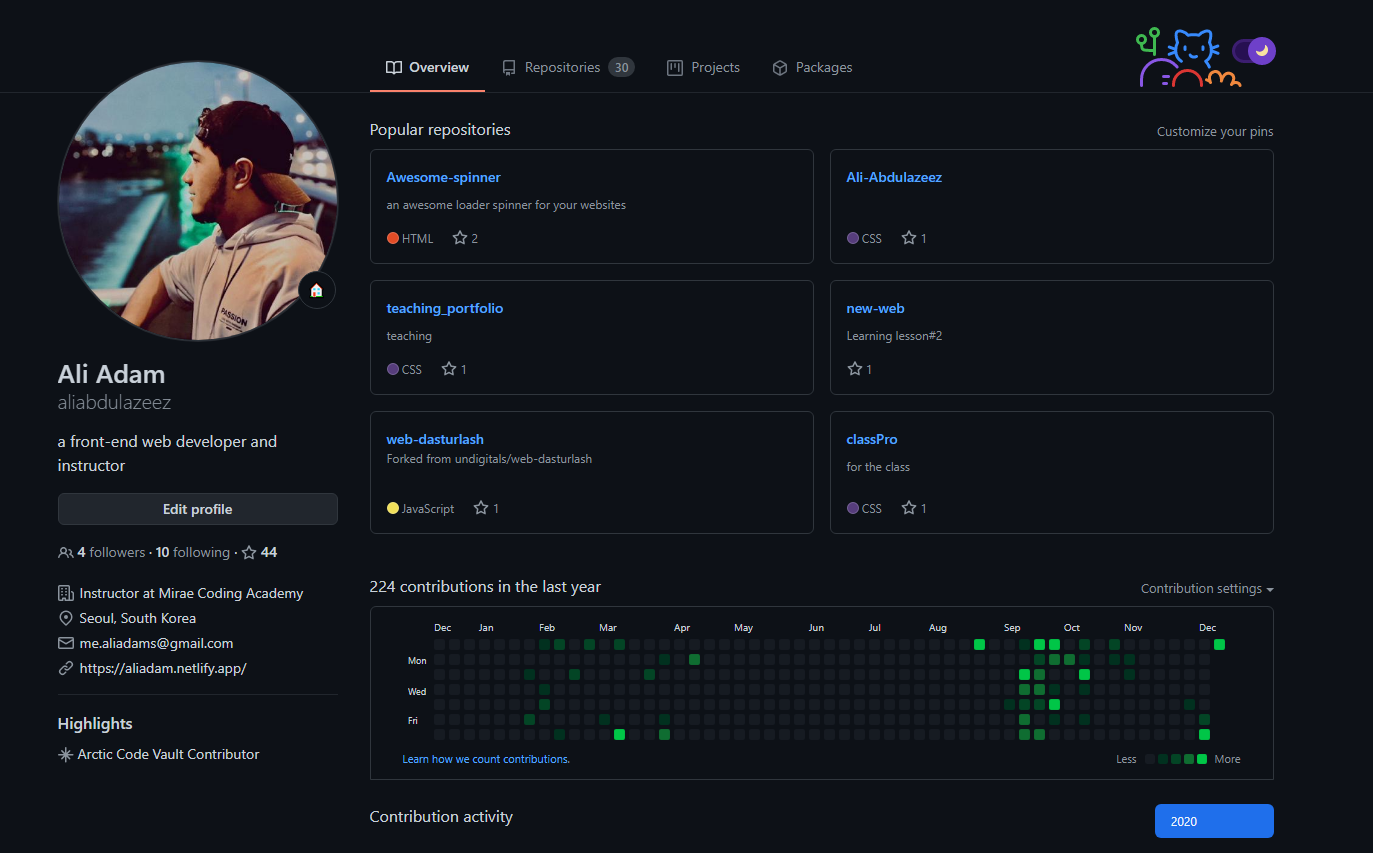 Overview
Repositories 30
Projects
Packages
PASSION
Ali Adam
aliabdulazeez
a front-end web developer and
instructor
Edit profile
4 followers · 10 following · 44
Instructor at Mirae Coding Academy
Seoul, South Korea
me.aliadams@gmail.com
https://aliadam.netlify.app/
Highlights
Arctic Code Vault Contributor
Popular repositories
Customize your pins
Awesome-spinner
an awesome loader spinner for your websites
HTML 2
Ali-Abdulazeez
CSS 1
teaching_portfolio
teaching
CSS 1
new-web
Learning lesson#2
1
web-dasturlash
Forked from undigitals/web-dasturlash
JavaScript 1
classPro
for the class
CSS 1
224 contributions in the last year
Contribution settings
Dec Jan Feb Mar Apr May Jun Jul Aug Sep Oct Nov Dec
Mon
Wed
Fri
Learn how we count contributions.
Less More
Contribution activity
2020